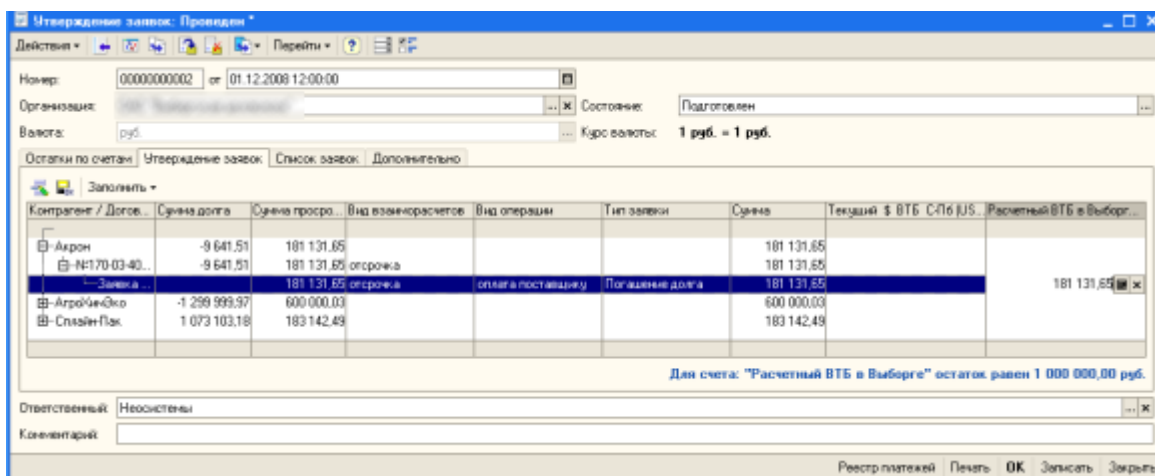 Утверждение заявок: Проведен *
Действия Перейти ?
Номер: 00000000002 от 01.12.2008 12:00:00
Организация: ... x Состояние: Подготовлен ...
Валюта: руб. ... Курс валюты: 1 руб. = 1 руб.
Остатки по счетам Утверждение заявок Список заявок Дополнительно
Заполнить
Контрагент / Догов... Сумма долга Сумма просро... Вид взаиморасчетов Вид операции Тип заявки Сумма Текущий $ ВТБ С-Пб (US... Расчетный ВТБ в Выборг...
Акрон -9 641,51 181 131,65 181 131,65
№170-03-40... -9 641,51 181 131,65 отсрочка 181 131,65
Заявка ... 181 131,65 отсрочка оплата поставщику Погашение долга 181 131,65 181 131,65 x
-1 299 999,97 600 000,03 600 000,03
Сплайн-Пак 1 073 103,18 183 142,49 183 142,49
Для счета: "Расчетный ВТБ в Выборге" остаток равен 1 000 000,00 руб.
Ответственный: Неосистемы ... x
Комментарий:
Реестр платежей Печать OK Записать Закрыть